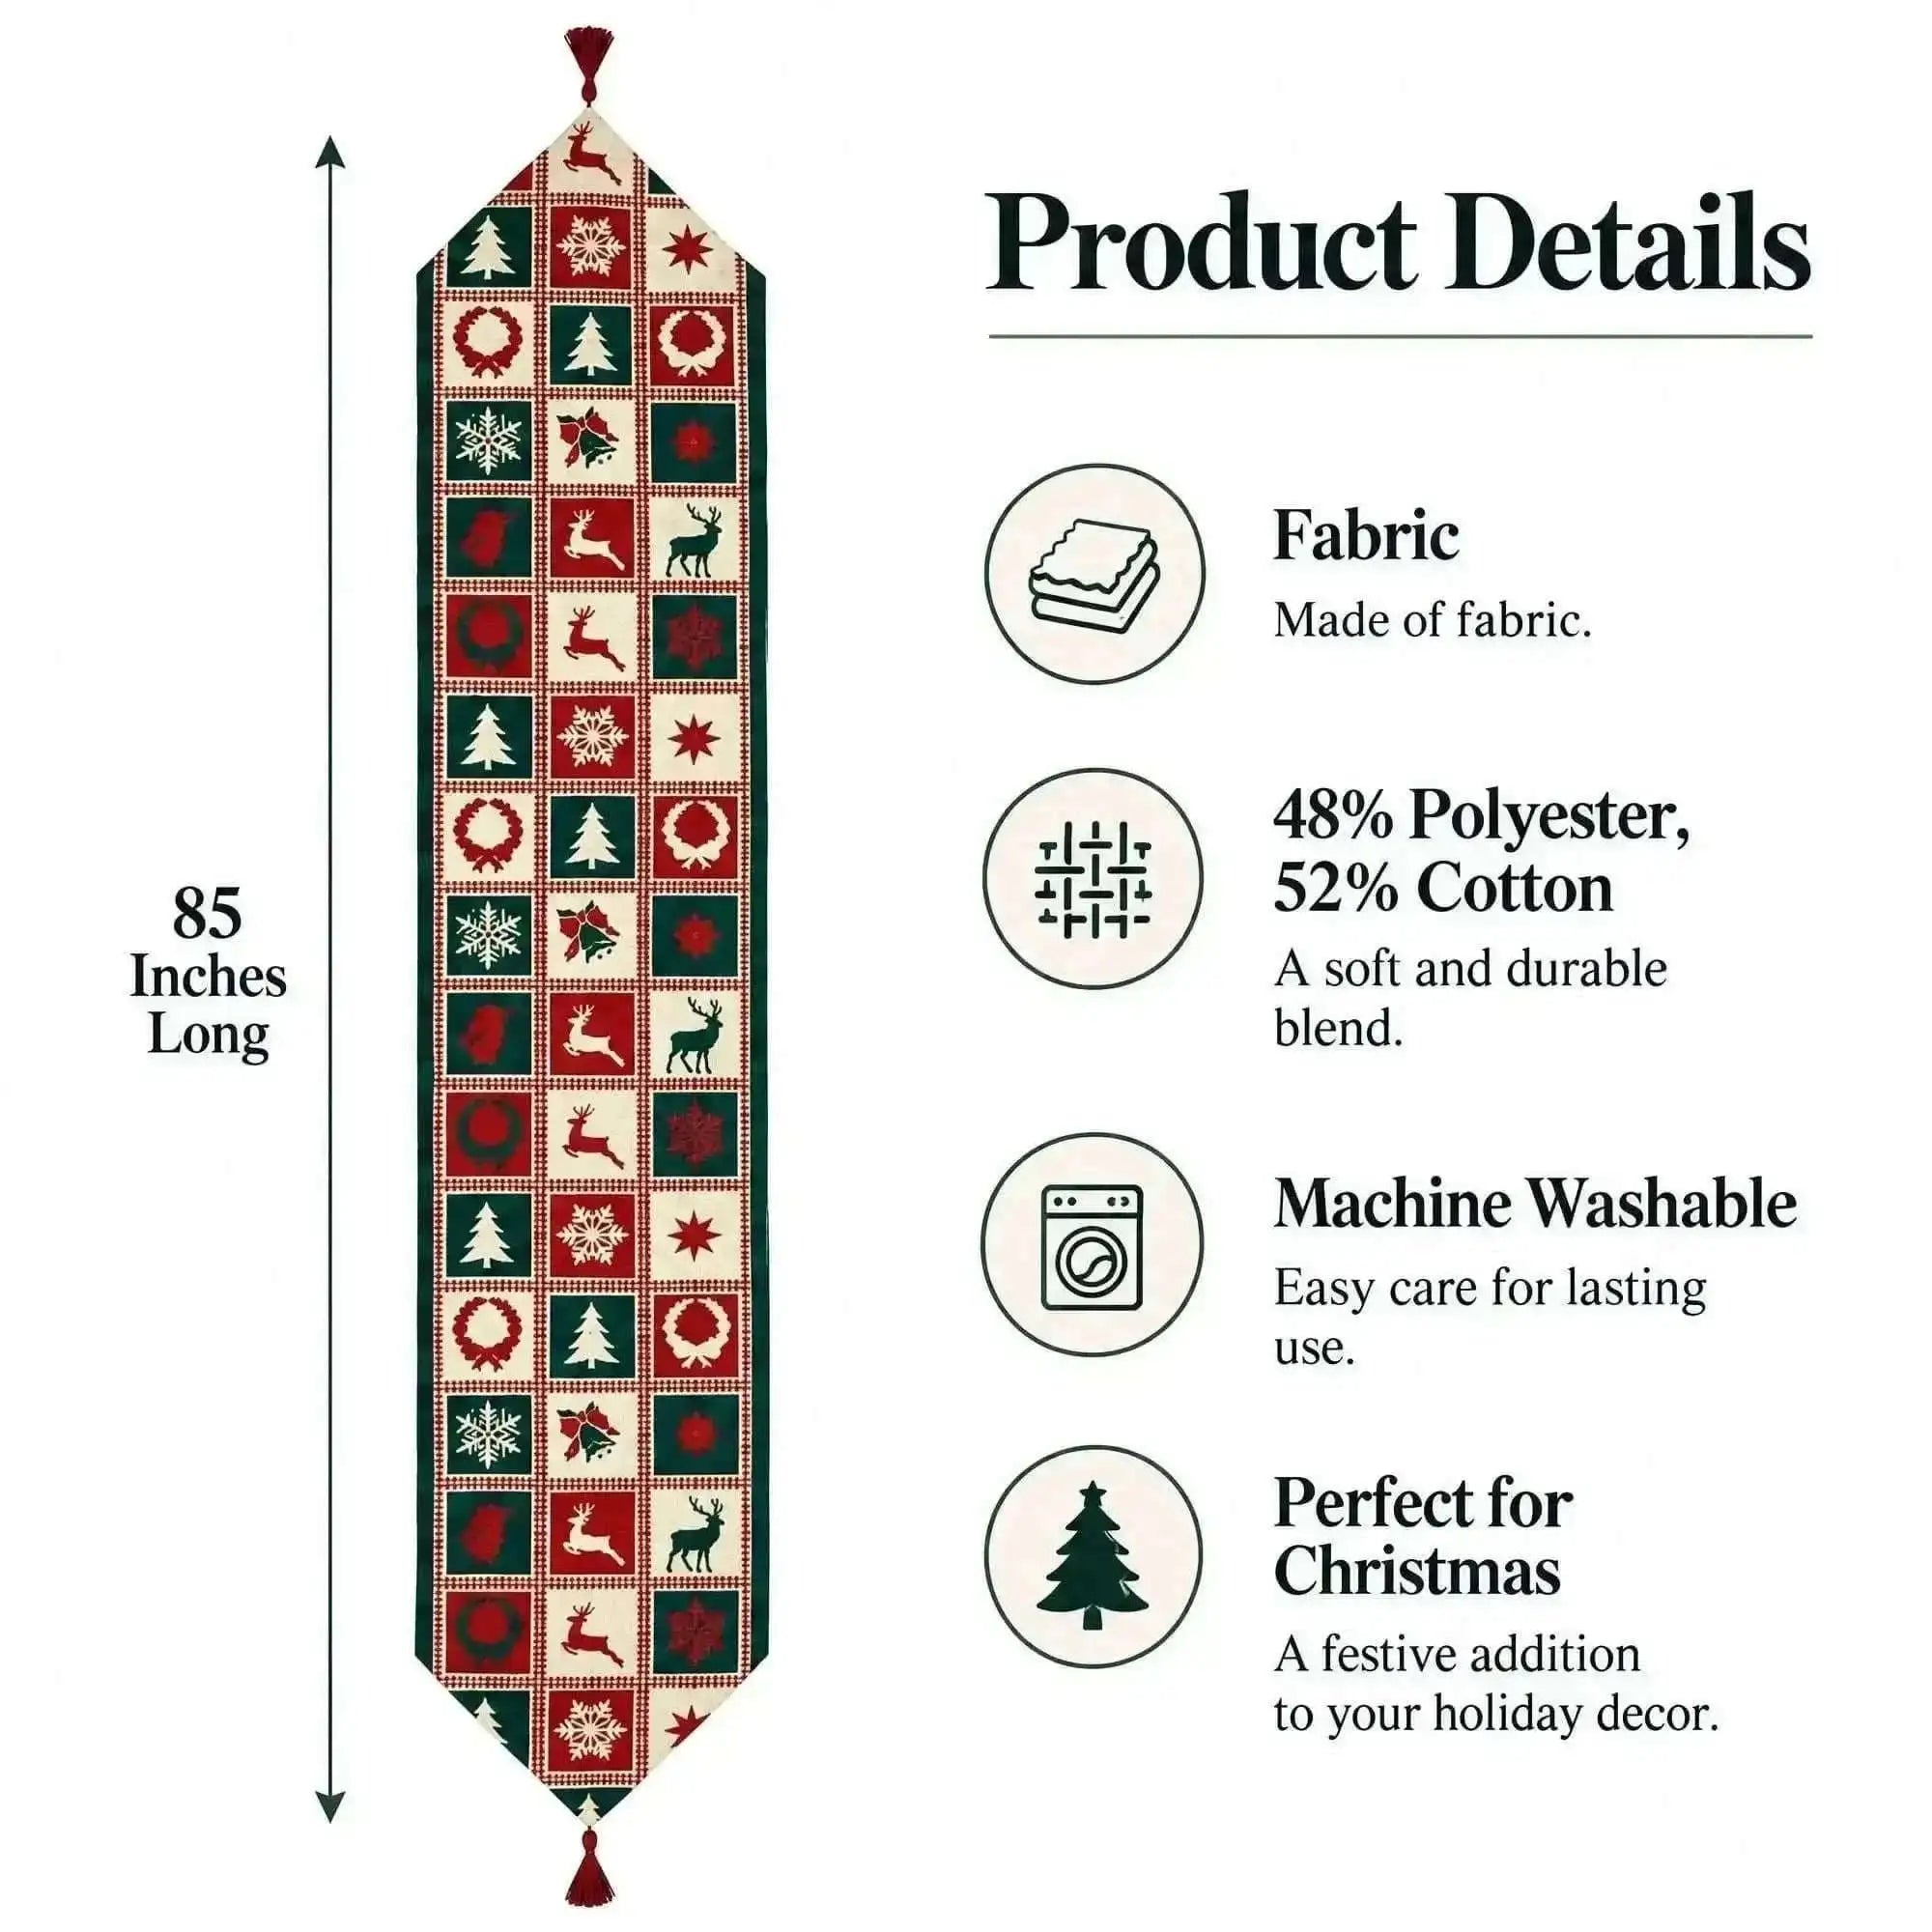 Product Details
85
Inches
Long
Fabric
Made of fabric.
48% Polyester,
52% Cotton
A soft and durable
blend.
Machine Washable
Easy care for lasting
use.
Perfect for
Christmas
A festive addition
to your holiday decor.